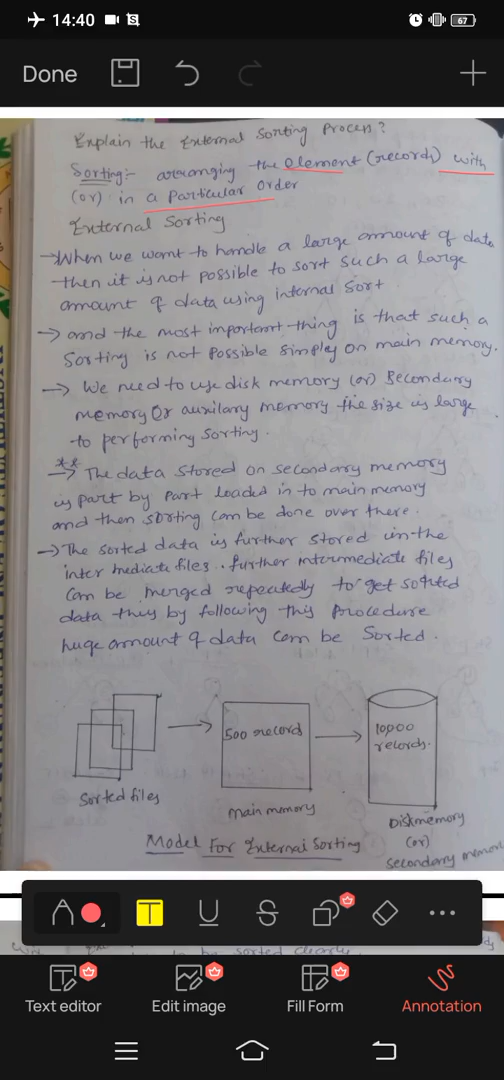 14:40
67
Done
Explain the External Sorting Process?
Sorting:- arranging the element (records) with
(or) in a Particular Order
External Sorting
→ When we want to handle a large amount of data
then it is not possible to sort such a large
amount of data using internal sort.
→ and the most important thing is that such a
Sorting is not possible simpley on main memory.
→ We need to use disk memory (or) Secondary
memory or auxilary memory the size is large
to performing sorting.
** → The data stored on secondary memory
is part by part loaded in to main memory
and then sorting can be done over there.
→ The sorted data is further stored in the
inter mediate files.. further intermediate files
can be merged repeatedly to get sorted
data thus by following this procedure
huge amount of data can be sorted.
500 record
10000
records.
Sorted files
main memory
Diskmemory
(or)
secondary memory
Model For External Sorting
T
U
S
sorted clearly
Text editor
Edit image
Fill Form
Annotation